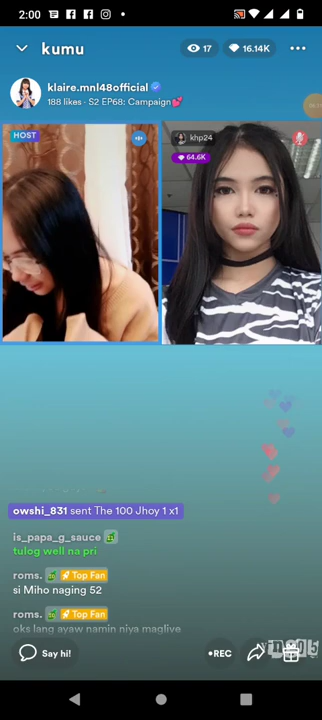 2:00
kumu
17
16.14K
klaire.mnl48official
188 likes · S2 EP68: Campaign💕
HOST
khp24
64.6K
owshi_831 sent The 100 Jhoy 1 x1
is_papa_g_sauce
tulog well na pri
roms. Top Fan
si Miho naging 52
roms. Top Fan
oks lang ayaw namin niya maglive
Say hi!
•REC